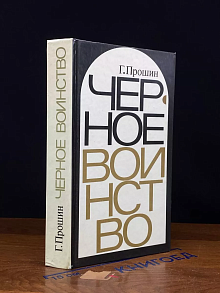 Г. Прошин
ЧЕР-
НОЕ
ВОИ
НСТ
ВО
Г. Прошин ЧЕРНОЕ ВОИНСТВО